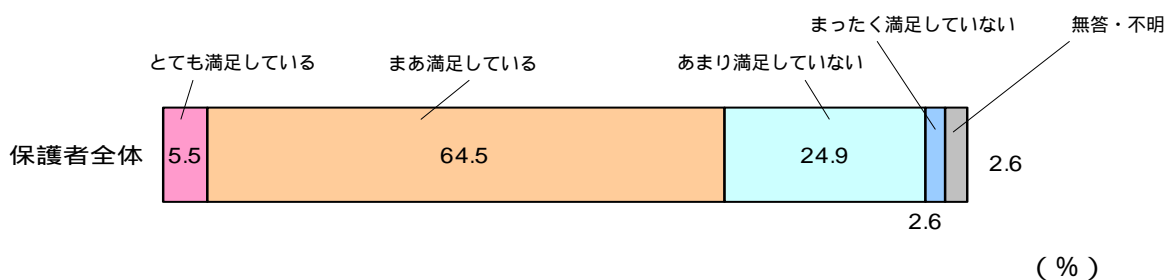 まったく満足していない
無答・不明
とても満足している
まあ満足している
あまり満足していない
保護者全体
5.5
64.5
24.9
2.6
2.6
(%)